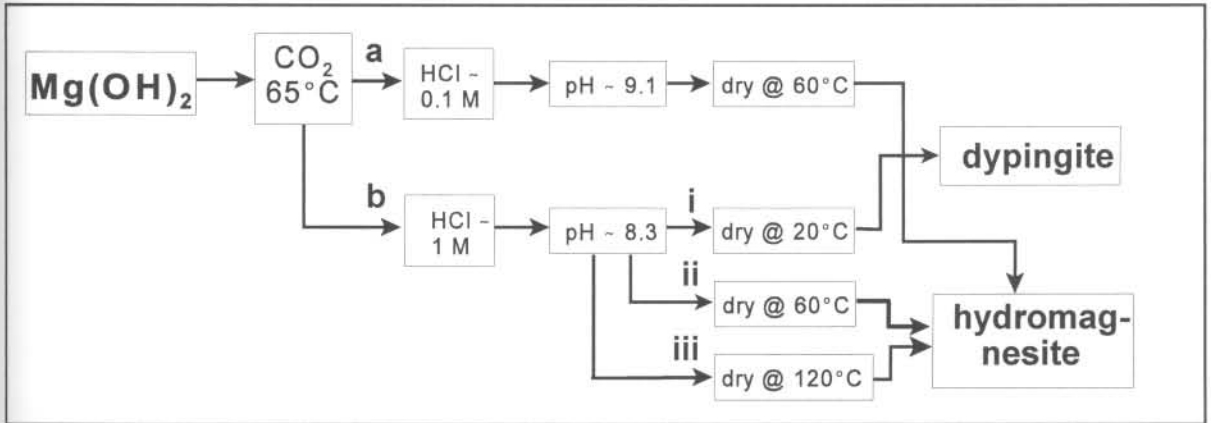 Mg(OH)₂
CO₂
65°C
a
HCl ~
0.1 M
pH ~ 9.1
dry @ 60°C
dypingite
b
HCl ~
1 M
pH ~ 8.3
i
dry @ 20°C
ii
dry @ 60°C
hydromag-
nesite
iii
dry @ 120°C